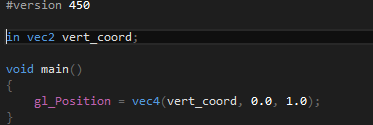 #version 450
in vec2 vert_coord;
void main()
{
gl_Position = vec4(vert_coord, 0.0, 1.0);
}